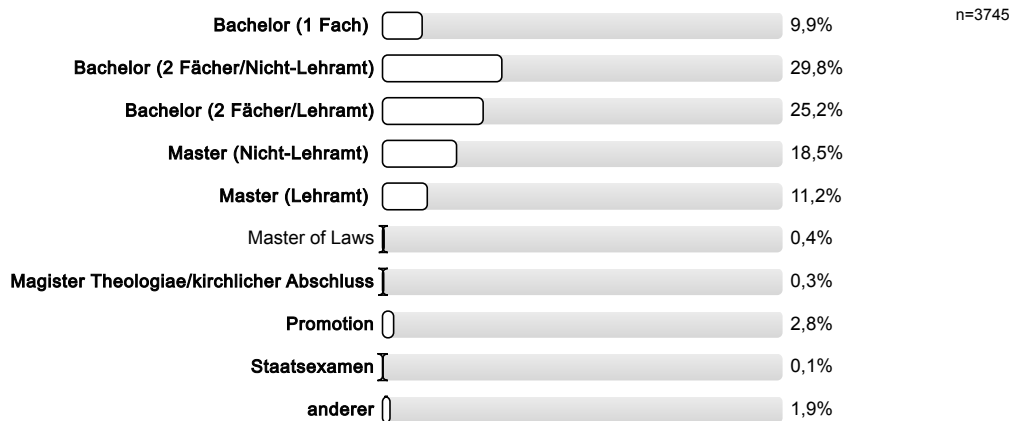 n=3745
Bachelor (1 Fach) 9,9%
Bachelor (2 Fächer/Nicht-Lehramt) 29,8%
Bachelor (2 Fächer/Lehramt) 25,2%
Master (Nicht-Lehramt) 18,5%
Master (Lehramt) 11,2%
Master of Laws 0,4%
Magister Theologiae/kirchlicher Abschluss 0,3%
Promotion 2,8%
Staatsexamen 0,1%
anderer 1,9%